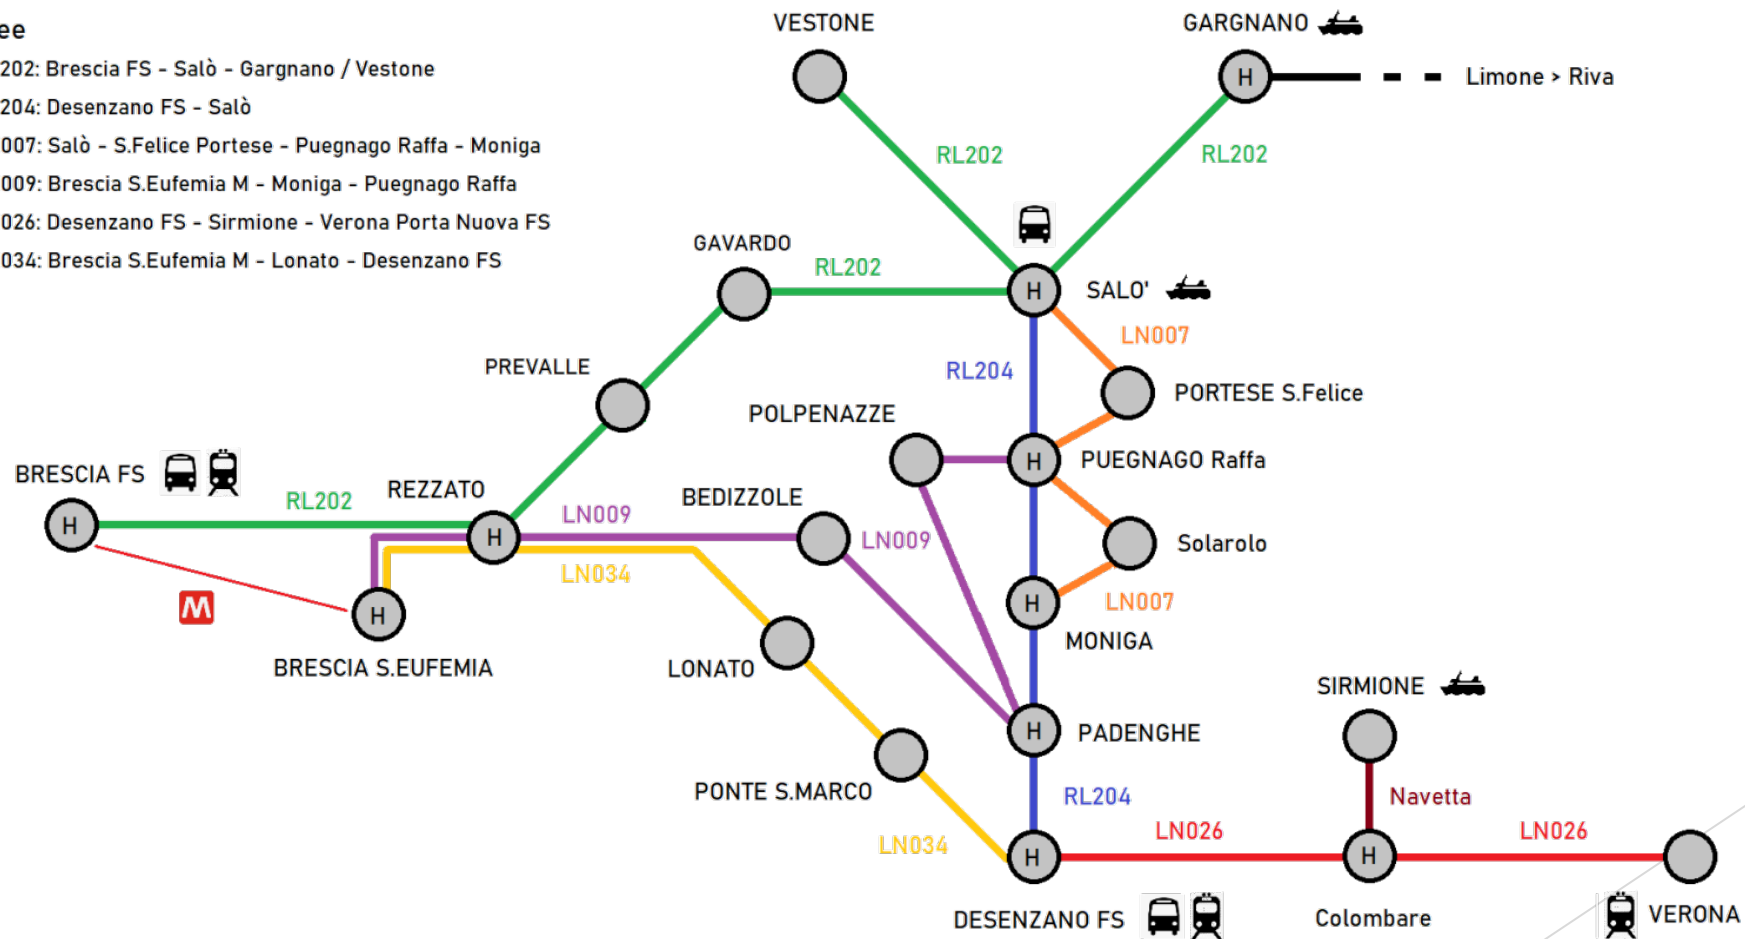 ee
202: Brescia FS - Salò - Gargnano / Vestone
204: Desenzano FS - Salò
007: Salò - S.Felice Portese - Puegnago Raffa - Moniga
009: Brescia S.Eufemia M - Moniga - Puegnago Raffa
026: Desenzano FS - Sirmione - Verona Porta Nuova FS
034: Brescia S.Eufemia M - Lonato - Desenzano FS
VESTONE
GARGNANO
H
Limone > Riva
RL202
RL202
GAVARDO
RL202
H
SALO'
LN007
PREVALLE
RL204
PORTESE S.Felice
POLPENAZZE
H
PUEGNAGO Raffa
BRESCIA FS
REZZATO
RL202
BEDIZZOLE
LN009
H
H
LN009
Solarolo
LN034
M
H
H
LN007
MONIGA
BRESCIA S.EUFEMIA
LONATO
SIRMIONE
H
PADENGHE
PONTE S.MARCO
RL204
Navetta
LN034
LN026
LN026
H
H
DESENZANO FS
Colombare
VERONA